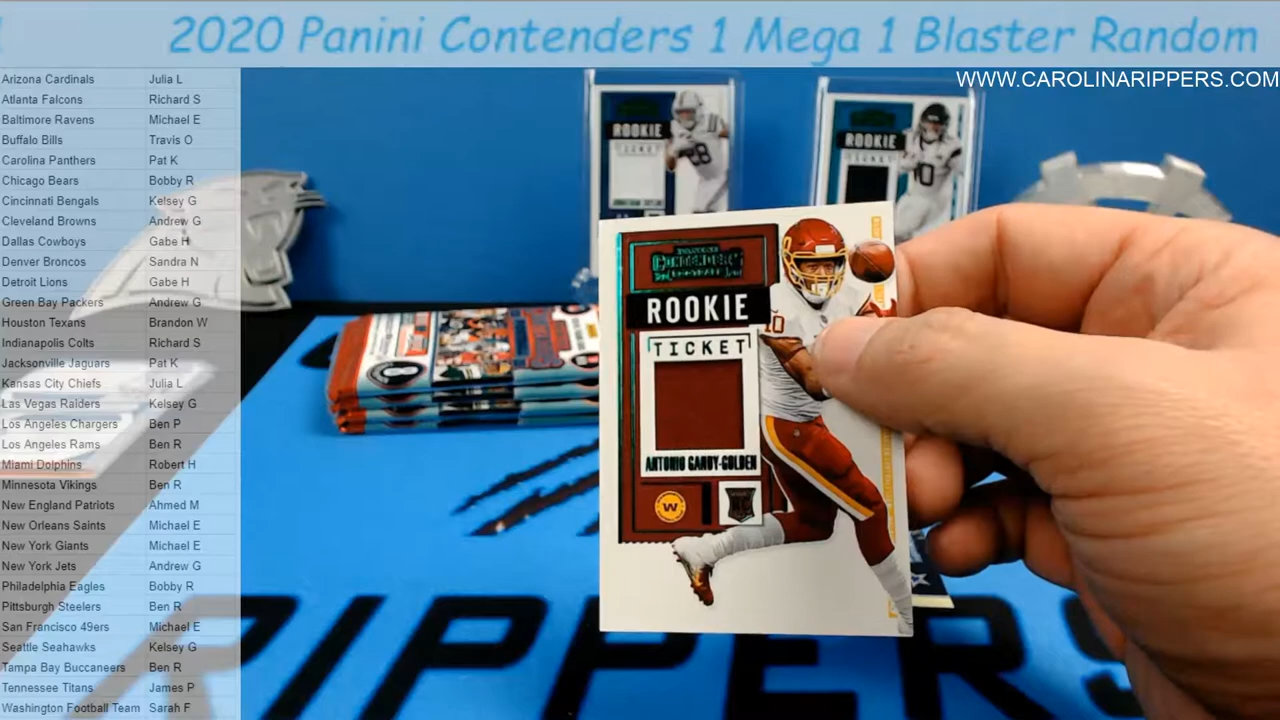 2020 Panini Contenders 1 Mega 1 Blaster Random
WWW.CAROLINARIPPERS.COM
Arizona Cardinals Julia L
Atlanta Falcons Richard S
Baltimore Ravens Michael E
Buffalo Bills Travis O
Carolina Panthers Pat K
Chicago Bears Bobby R
Cincinnati Bengals Kelsey G
Cleveland Browns Andrew G
Dallas Cowboys Gabe H
Denver Broncos Sandra N
Detroit Lions Gabe H
Green Bay Packers Andrew G
Houston Texans Brandon W
Indianapolis Colts Richard S
Jacksonville Jaguars Pat K
Kansas City Chiefs Julia L
Las Vegas Raiders Kelsey G
Los Angeles Chargers Ben P
Los Angeles Rams Ben R
Miami Dolphins Robert H
Minnesota Vikings Ben R
New England Patriots Ahmed M
New Orleans Saints Michael E
New York Giants Michael E
New York Jets Andrew G
Philadelphia Eagles Bobby R
Pittsburgh Steelers Ben R
San Francisco 49ers Michael E
Seattle Seahawks Kelsey G
Tampa Bay Buccaneers Ben R
Tennessee Titans James P
Washington Football Team Sarah F
ROOKIE
TICKET
28
ROOKIE
TICKET
10
CONTENDERS
ROOKIE
TICKET
10
ANTONIO GANDY-GOLDEN
W
RIPPERS